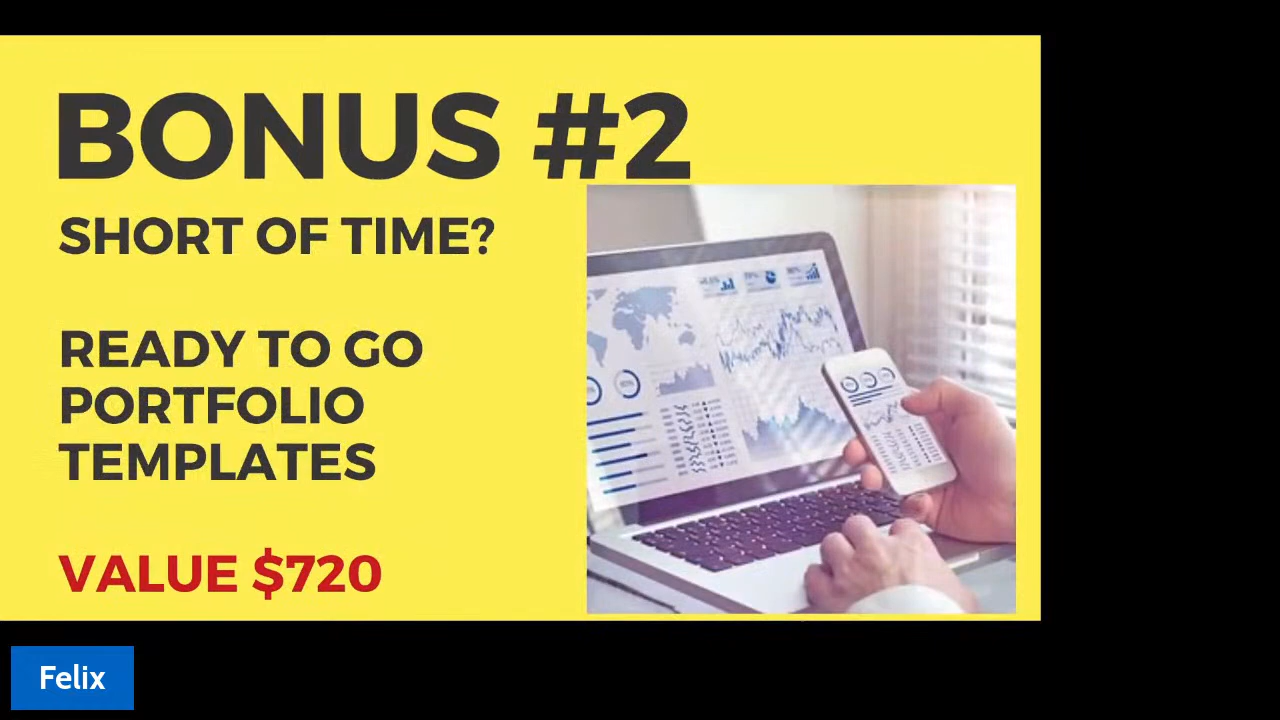 BONUS #2
SHORT OF TIME?
READY TO GO
PORTFOLIO
TEMPLATES
VALUE $720
Felix